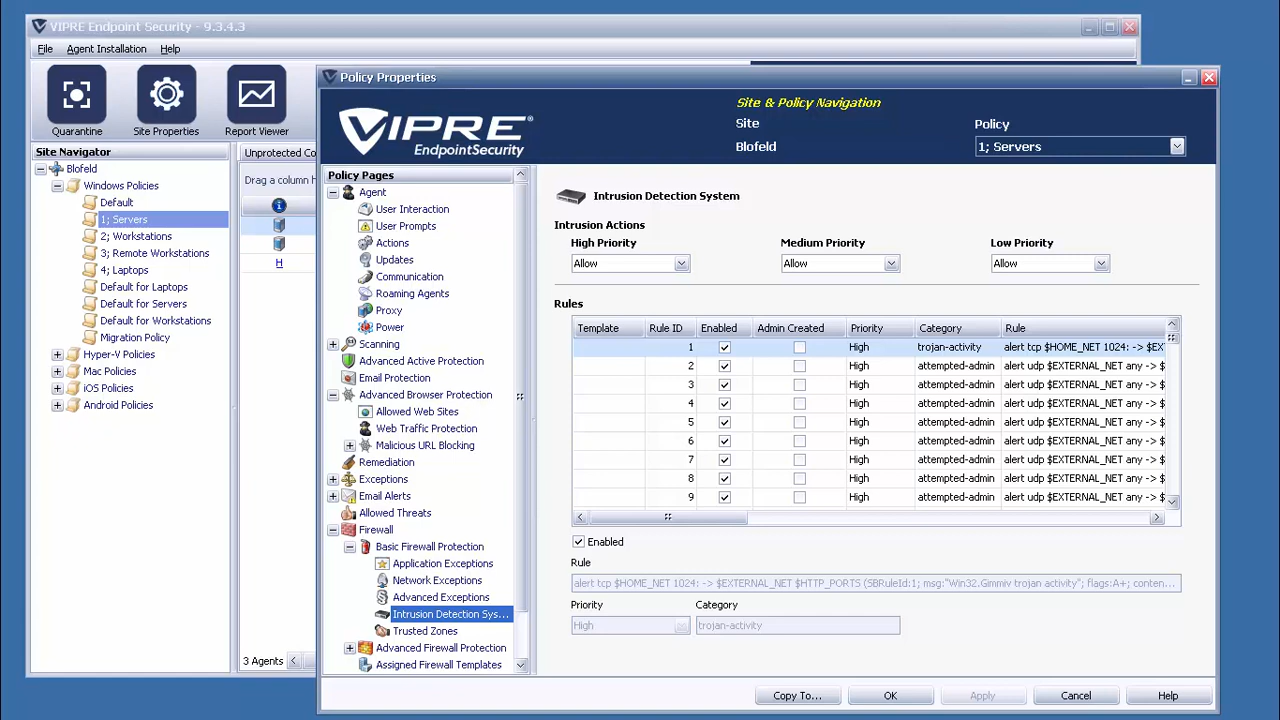 VIPRE Endpoint Security - 9.3.4.3
File Agent Installation Help
Quarantine Site Properties Report Viewer
Site Navigator
Blofeld
Windows Policies
Default
1; Servers
2; Workstations
3; Remote Workstations
4; Laptops
Default for Laptops
Default for Servers
Default for Workstations
Migration Policy
Hyper-V Policies
Mac Policies
iOS Policies
Android Policies
Unprotected Co
Drag a column h
H
3 Agents
Policy Properties
VIPRE®
EndpointSecurity
Site & Policy Navigation
Site
Blofeld
Policy
1; Servers
Policy Pages
Agent
User Interaction
User Prompts
Actions
Updates
Communication
Roaming Agents
Proxy
Power
Scanning
Advanced Active Protection
Email Protection
Advanced Browser Protection
Allowed Web Sites
Web Traffic Protection
Malicious URL Blocking
Remediation
Exceptions
Email Alerts
Allowed Threats
Firewall
Basic Firewall Protection
Application Exceptions
Network Exceptions
Advanced Exceptions
Intrusion Detection Sys...
Trusted Zones
Advanced Firewall Protection
Assigned Firewall Templates
Intrusion Detection System
Intrusion Actions
High Priority Medium Priority Low Priority
Allow Allow Allow
Rules
Template Rule ID Enabled Admin Created Priority Category Rule
1 High trojan-activity alert tcp $HOME_NET 1024: -> $EX
2 High attempted-admin alert udp $EXTERNAL_NET any -> $
3 High attempted-admin alert udp $EXTERNAL_NET any -> $
4 High attempted-admin alert udp $EXTERNAL_NET any -> $
5 High attempted-admin alert udp $EXTERNAL_NET any -> $
6 High attempted-admin alert udp $EXTERNAL_NET any -> $
7 High attempted-admin alert udp $EXTERNAL_NET any -> $
8 High attempted-admin alert udp $EXTERNAL_NET any -> $
9 High attempted-admin alert udp $EXTERNAL_NET any -> $
Enabled
Rule
alert tcp $HOME_NET 1024: -> $EXTERNAL_NET $HTTP_PORTS (SBRuleId:1; msg:"Win32.Gimmiv trojan activity"; flags:A+; conten...
Priority Category
High trojan-activity
Copy To... OK Apply Cancel Help